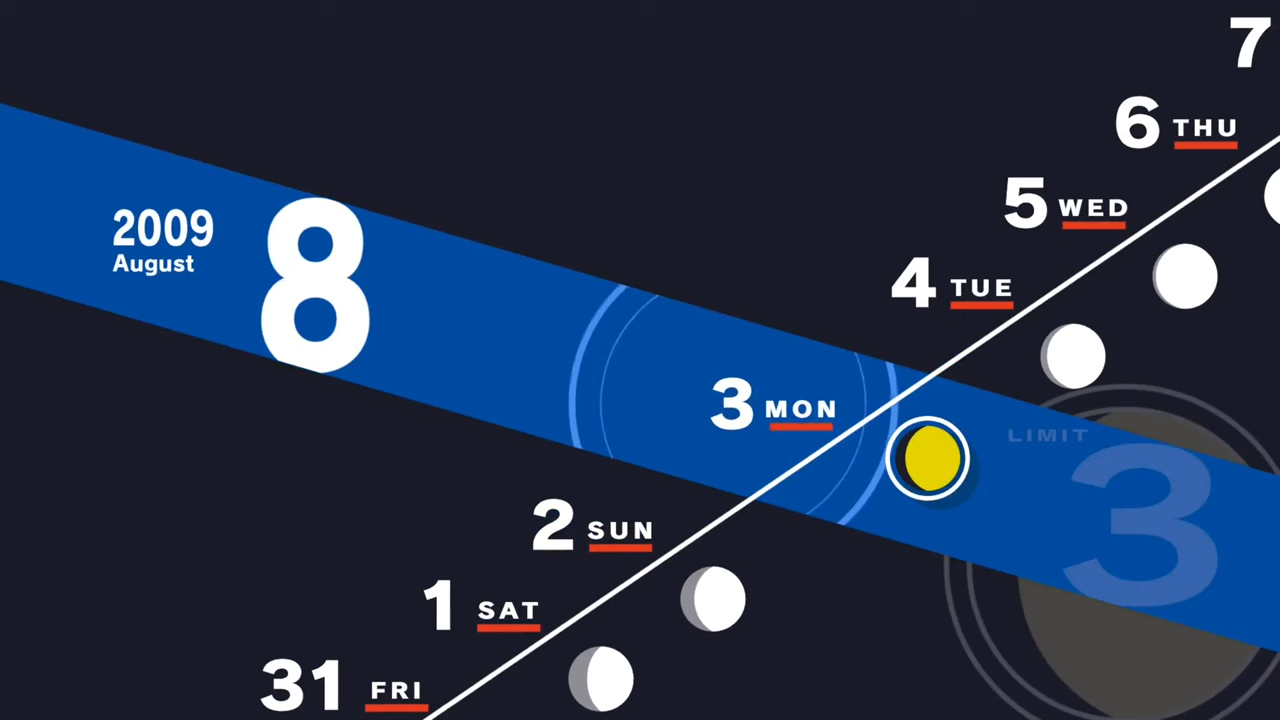 7
6 THU
5 WED
2009
August
8
4 TUE
3 MON
LIMIT
3
2 SUN
1 SAT
31 FRI